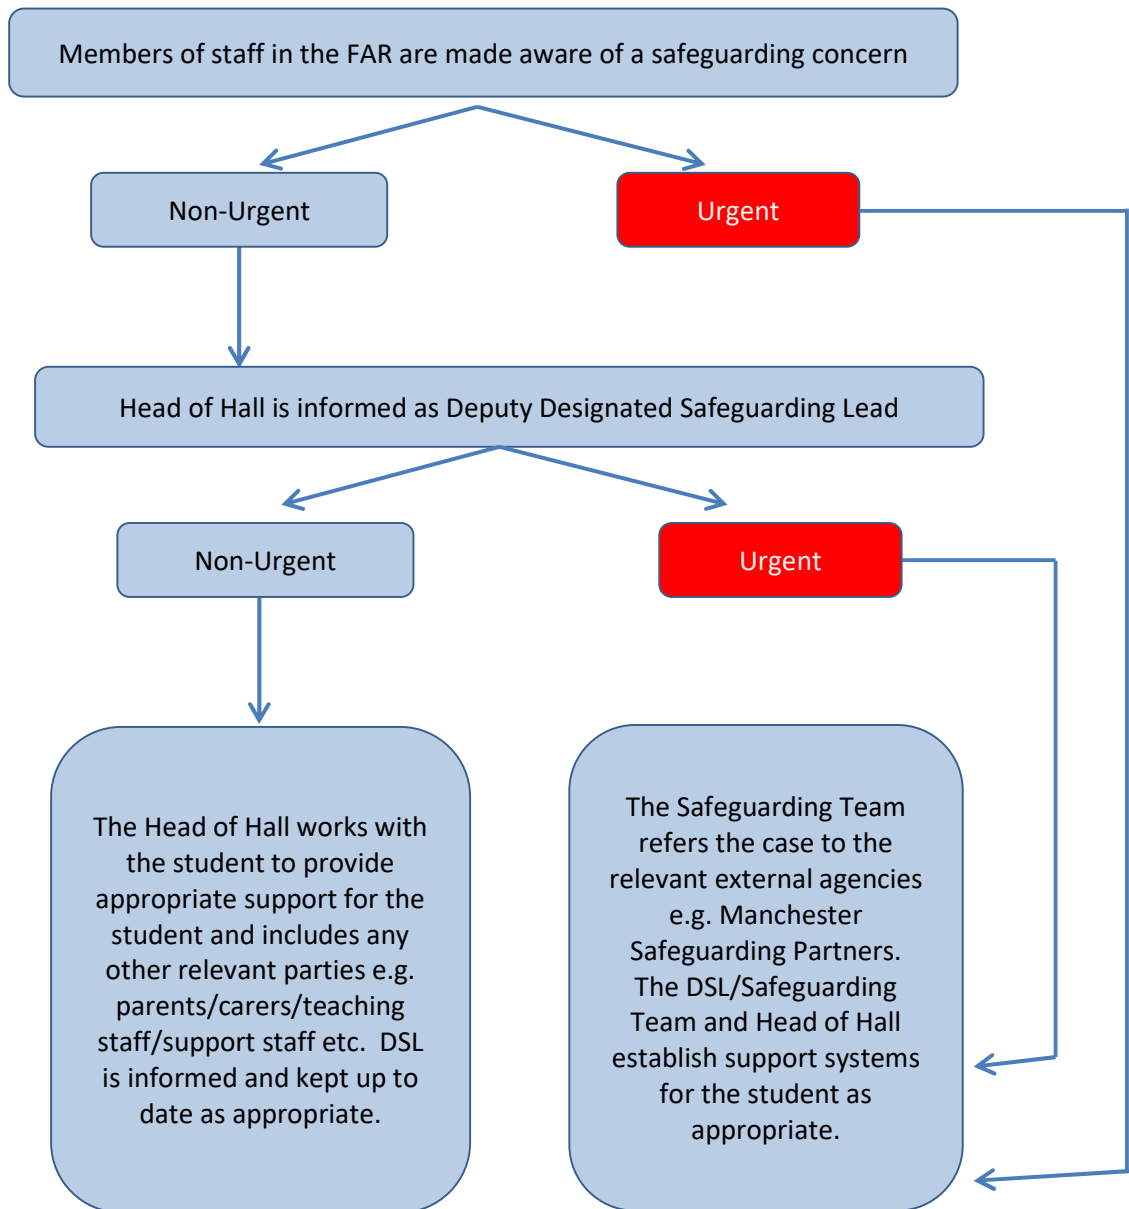 Members of staff in the FAR are made aware of a safeguarding concern
Non-Urgent
Urgent
Head of Hall is informed as Deputy Designated Safeguarding Lead
Non-Urgent
Urgent
The Head of Hall works with
the student to provide
appropriate support for the
student and includes any
other relevant parties e.g.
parents/carers/teaching
staff/support staff etc.  DSL
is informed and kept up to
date as appropriate.
The Safeguarding Team
refers the case to the
relevant external agencies
e.g. Manchester
Safeguarding Partners.
The DSL/Safeguarding
Team and Head of Hall
establish support systems
for the student as
appropriate.